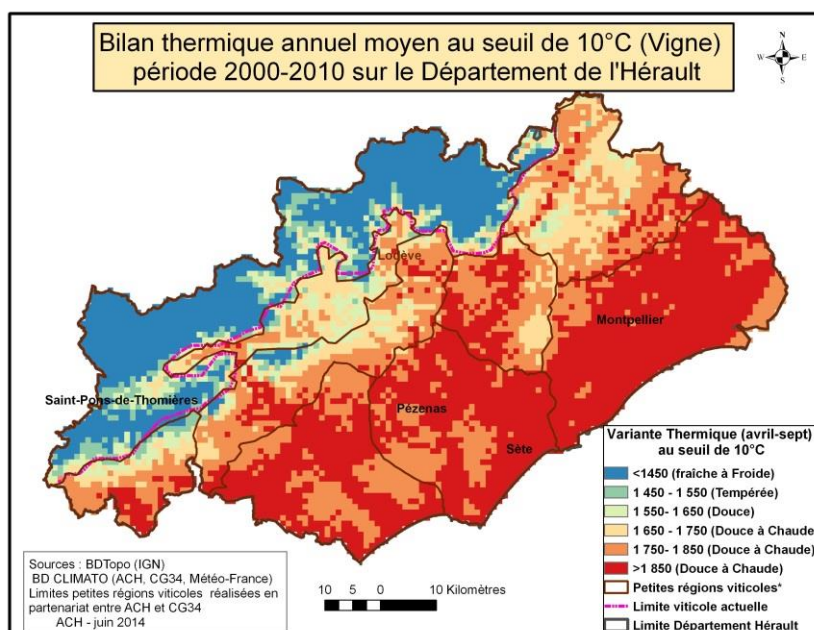 Bilan thermique annuel moyen au seuil de 10°C (Vigne)
période 2000-2010 sur le Département de l'Hérault
N
W E
S
Lodève
Montpellier
Saint-Pons-de-Thomières
Pézenas
Sète
Variante Thermique (avril-sept)
au seuil de 10°C
<1450 (fraîche à Froide)
1 450 - 1 550 (Tempérée)
1 550- 1 650 (Douce)
1 650 - 1 750 (Douce à Chaude)
1 750- 1 850 (Douce à Chaude)
>1 850 (Douce à Chaude)
Petites régions viticoles*
Limite viticole actuelle
Limite Département Hérault
Sources : BDTopo (IGN)
BD CLIMATO (ACH, CG34, Météo-France)
Limites petites régions viticoles réalisées en
partenariat entre ACH et CG34
ACH - juin 2014
10 5 0 10 Kilomètres